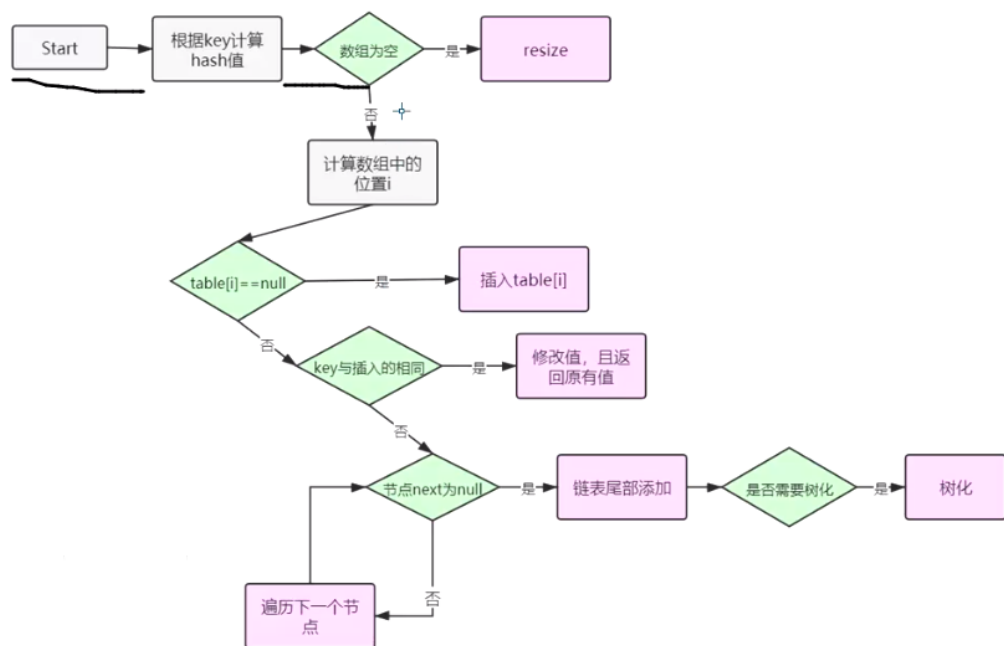 Start
根据key计算
hash值
数组为空
是
resize
否
计算数组中的
位置i
table[i]==null
是
插入table[i]
否
key与插入的相同
是
修改值，且返
回原有值
否
节点next为null
是
链表尾部添加
是否需要树化
是
树化
否
遍历下一个节
点